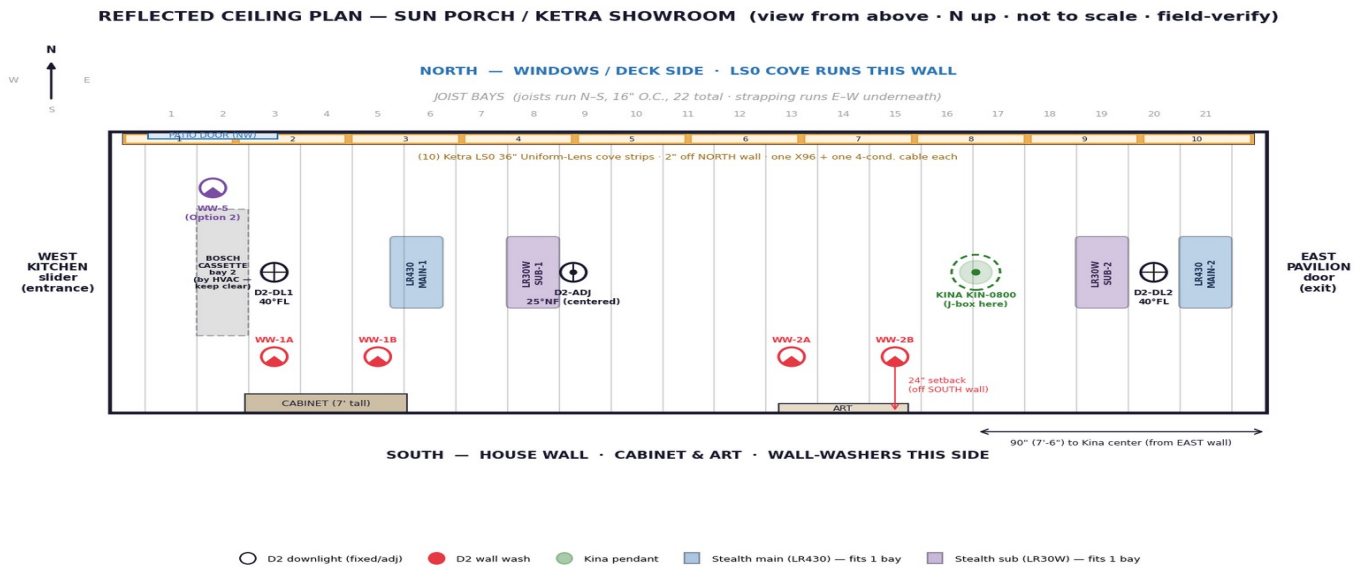 REFLECTED CEILING PLAN — SUN PORCH / KETRA SHOWROOM (view from above · N up · not to scale · field-verify)
N
W E
S
NORTH — WINDOWS / DECK SIDE · LS0 COVE RUNS THIS WALL
JOIST BAYS (joists run N–S, 16" O.C., 22 total · strapping runs E–W underneath)
1 2 3 4 5 6 7 8 9 10 11 12 13 14 15 16 17 18 19 20 21
PATIO DOOR (NW)
1 2 3 4 5 6 7 8 9 10
(10) Ketra LS0 36" Uniform-Lens cove strips · 2" off NORTH wall · one X96 + one 4-cond. cable each
WW-5
(Option 2)
WEST
KITCHEN
slider
(entrance)
BOSCH
CASSETTE
bay 2
(by HVAC —
keep clear)
D2-DL1
40°FL
LR430
MAIN-1
LR30W
SUB-1
D2-ADJ
25°NF (centered)
KINA KIN-0800
(J-box here)
LR30W
SUB-2
D2-DL2
40°FL
LR430
MAIN-2
EAST
PAVILION
door
(exit)
WW-1A
WW-1B
WW-2A
WW-2B
24" setback
(off SOUTH wall)
CABINET (7' tall)
ART
90" (7'-6") to Kina center (from EAST wall)
SOUTH — HOUSE WALL · CABINET & ART · WALL-WASHERS THIS SIDE
D2 downlight (fixed/adj)
D2 wall wash
Kina pendant
Stealth main (LR430) — fits 1 bay
Stealth sub (LR30W) — fits 1 bay